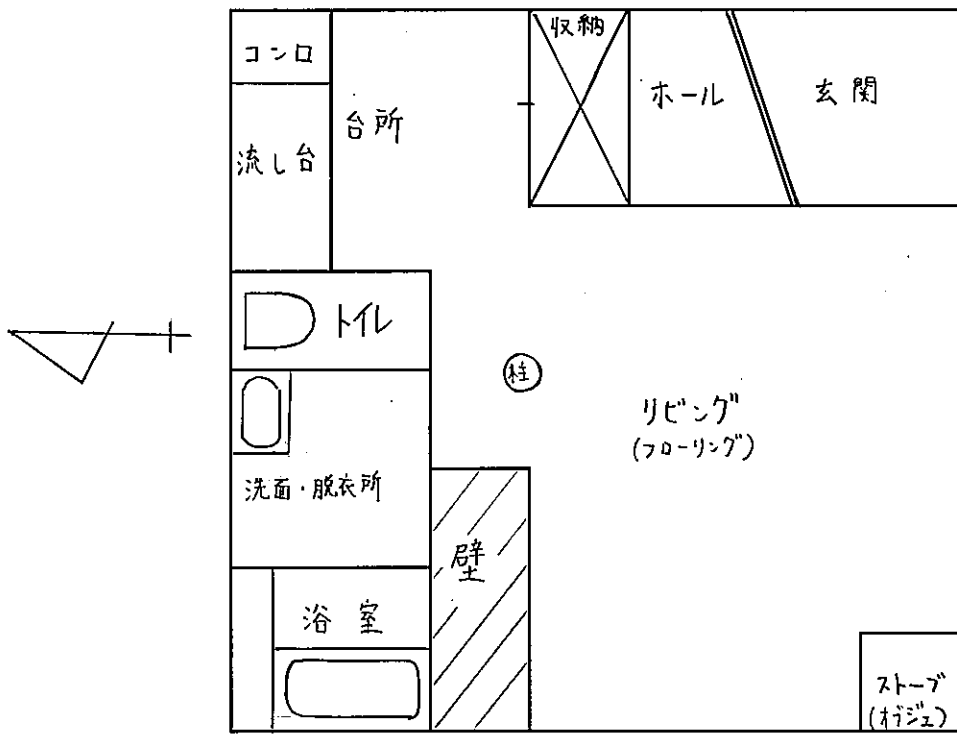 収納
コンロ
ホール
玄関
台所
流し台
トイレ
柱
リビング
(フローリング)
洗面・脱衣所
壁
浴室
ストーブ
(オブジェ)